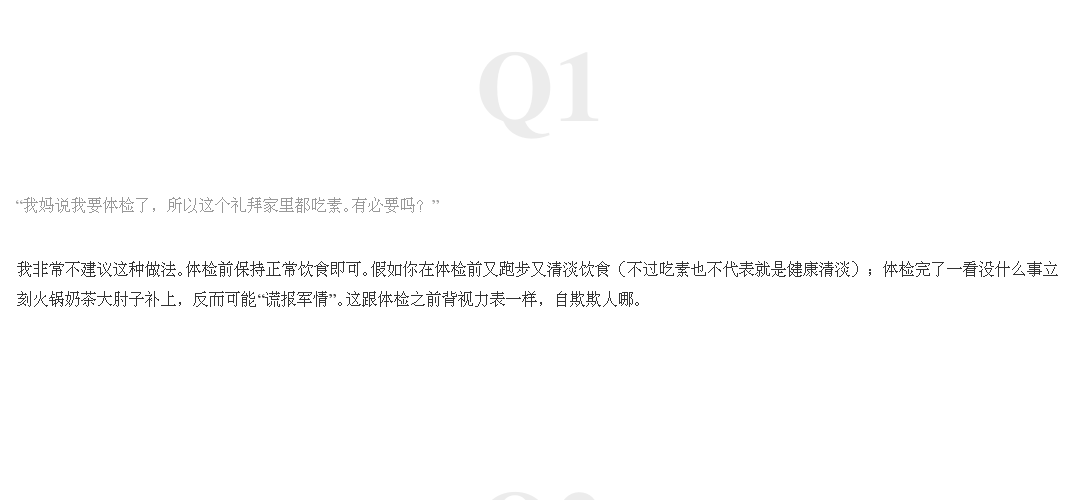 Q1
“我妈说我要体检了，所以这个礼拜家里都吃素。有必要吗？”
我非常不建议这种做法。体检前保持正常饮食即可。假如你在体检前又跑步又清淡饮食（不过吃素也不代表就是健康清淡）；体检完了一看没什么事立
刻火锅奶茶大肘子补上，反而可能“谎报军情”。这跟体检之前背视力表一样，自欺欺人哪。